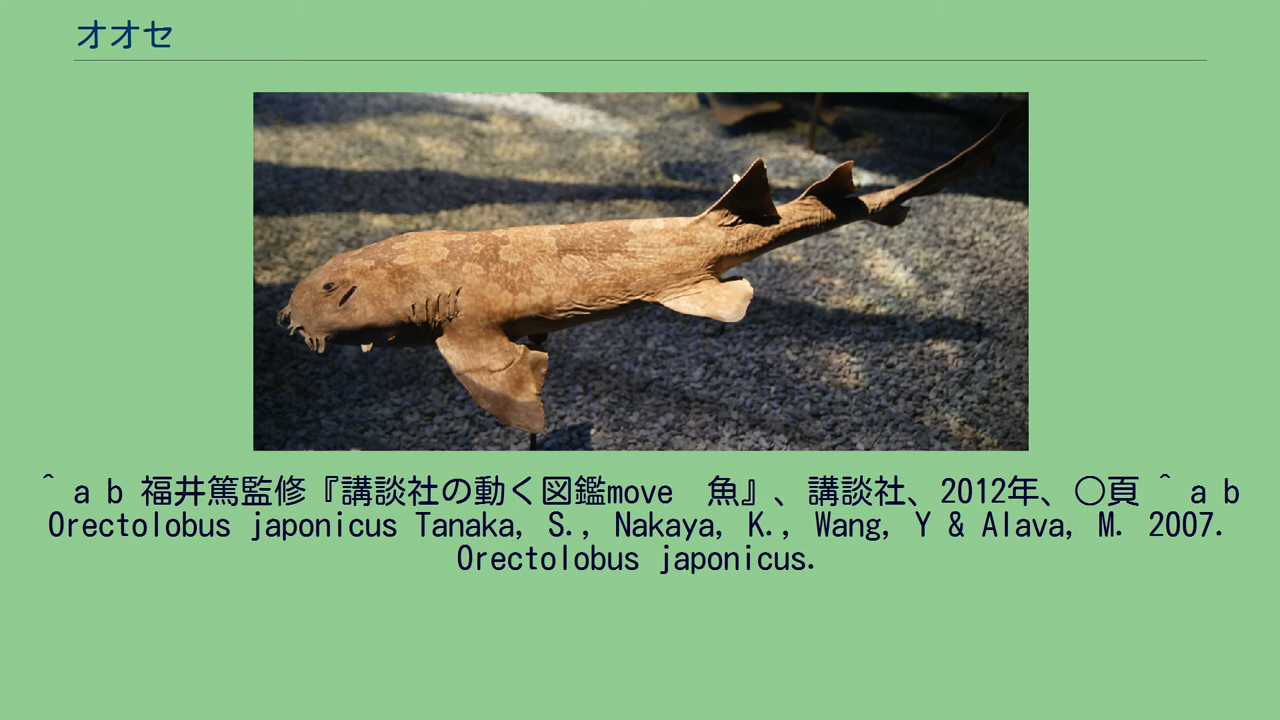 オオセ
^ a b 福井篤監修『講談社の動く図鑑move　魚』、講談社、2012年、◯頁 ^ a b
Orectolobus japonicus Tanaka, S., Nakaya, K., Wang, Y & Alava, M. 2007.
Orectolobus japonicus.